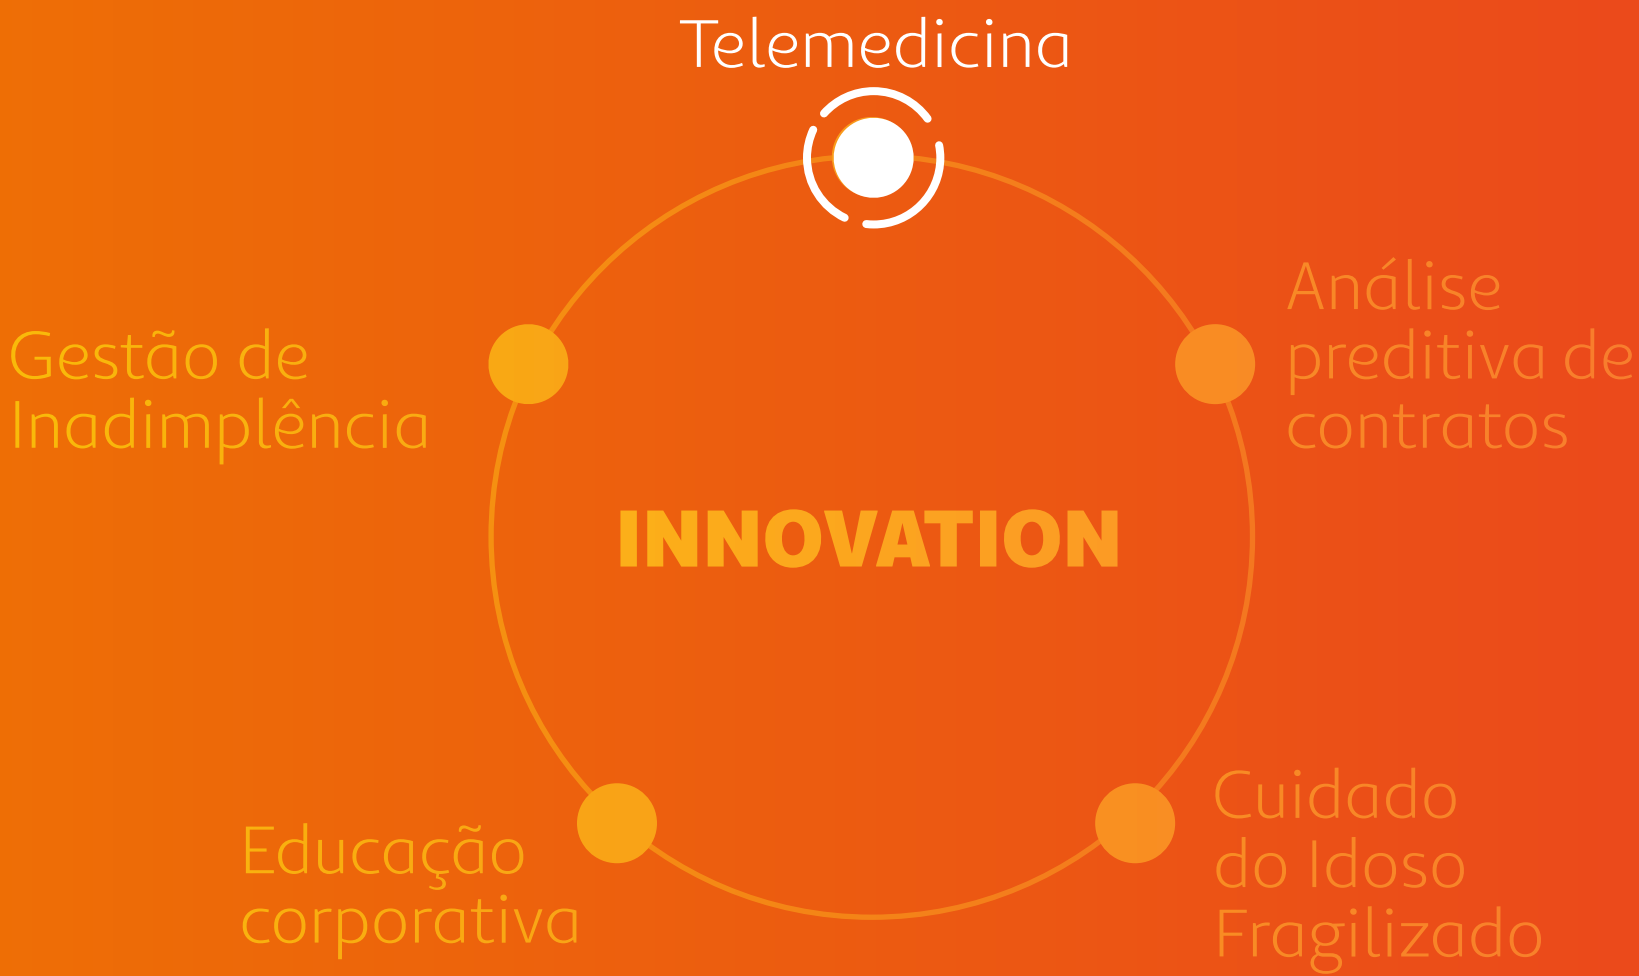 Telemedicina
Análise
preditiva de
contratos
Gestão de
Inadimplência
INNOVATION
Cuidado
do Idoso
Fragilizado
Educação
corporativa